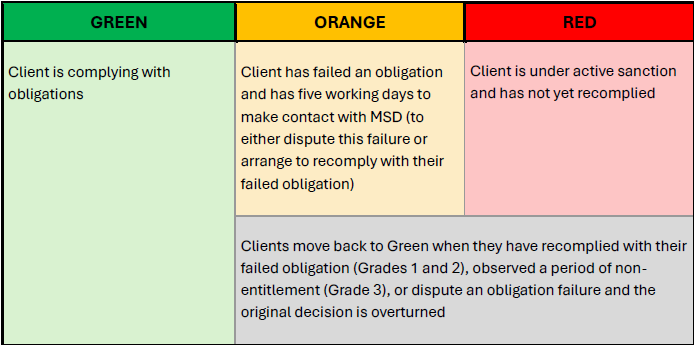 GREEN
ORANGE
RED
Client is complying with
obligations
Client has failed an obligation
and has five working days to
make contact with MSD (to
either dispute this failure or
arrange to recomply with their
failed obligation)
Client is under active sanction
and has not yet recomplied
Clients move back to Green when they have recomplied with their
failed obligation (Grades 1 and 2), observed a period of non-
entitlement (Grade 3), or dispute an obligation failure and the
original decision is overturned